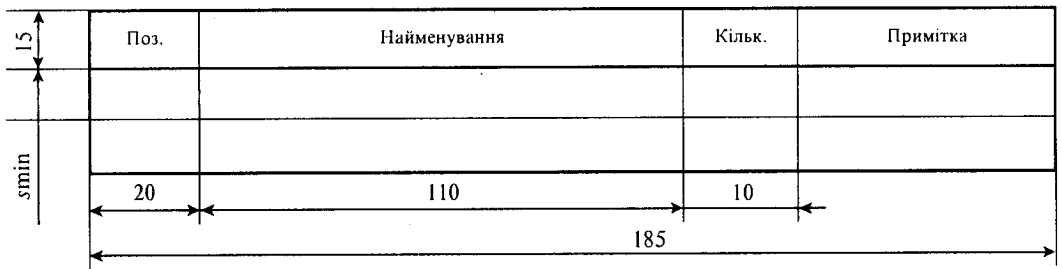 15
Поз.
Найменування
Кільк.
Примітка
smin
20
110
10
185